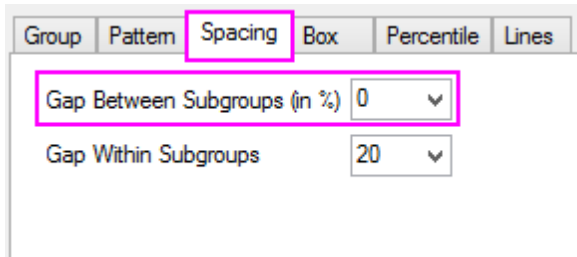 Group Pattern Spacing Box Percentile Lines
Gap Between Subgroups (in %) 0
Gap Within Subgroups 20